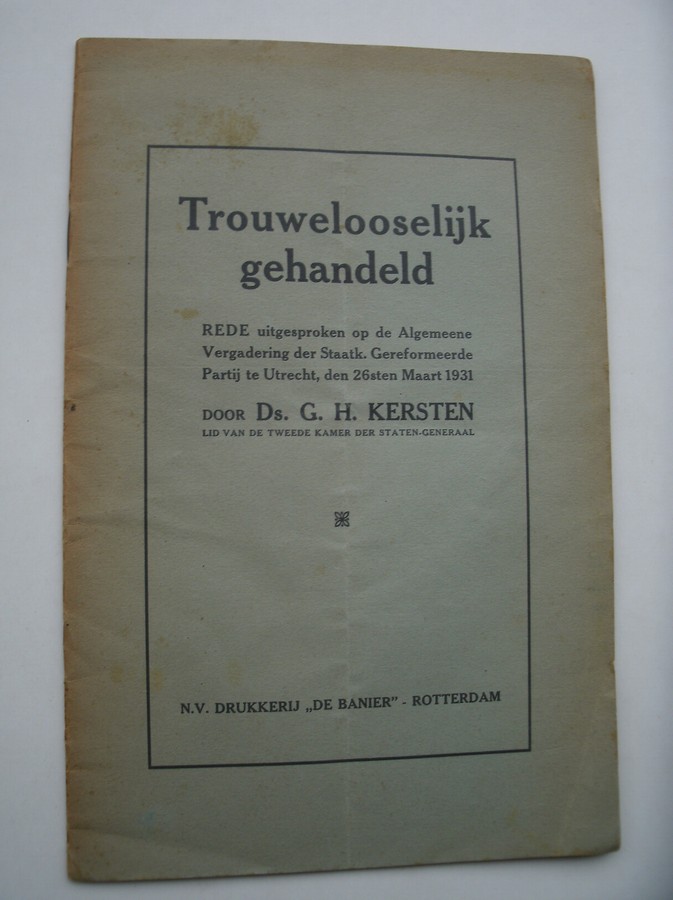 Trouwelooselijk
gehandeld
REDE uitgesproken op de Algemeene
Vergadering der Staatk. Gereformeerde
Partij te Utrecht, den 26sten Maart 1931
DOOR Ds. G. H. KERSTEN
LID VAN DE TWEEDE KAMER DER STATEN-GENERAAL
N.V. DRUKKERIJ „DE BANIER" - ROTTERDAM